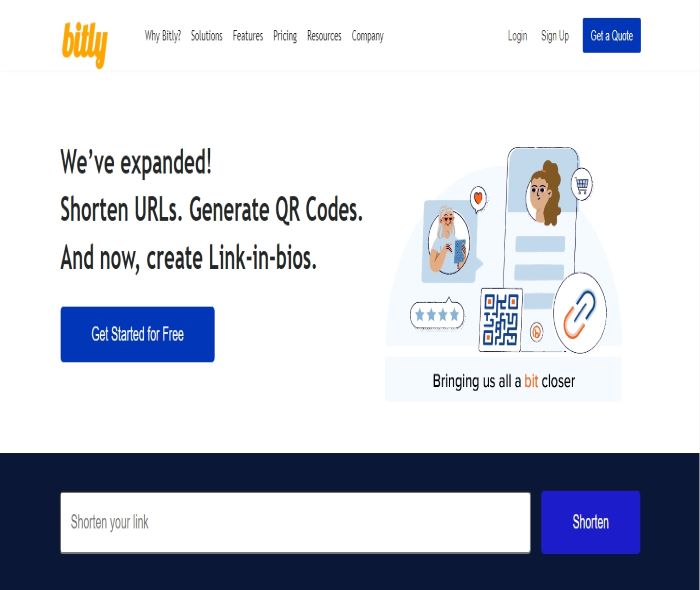 bitly
Why Bitly? Solutions Features Pricing Resources Company Login Sign Up Get a Quote
We’ve expanded!
Shorten URLs. Generate QR Codes.
And now, create Link-in-bios.
Get Started for Free
Bringing us all a bit closer
Shorten your link
Shorten